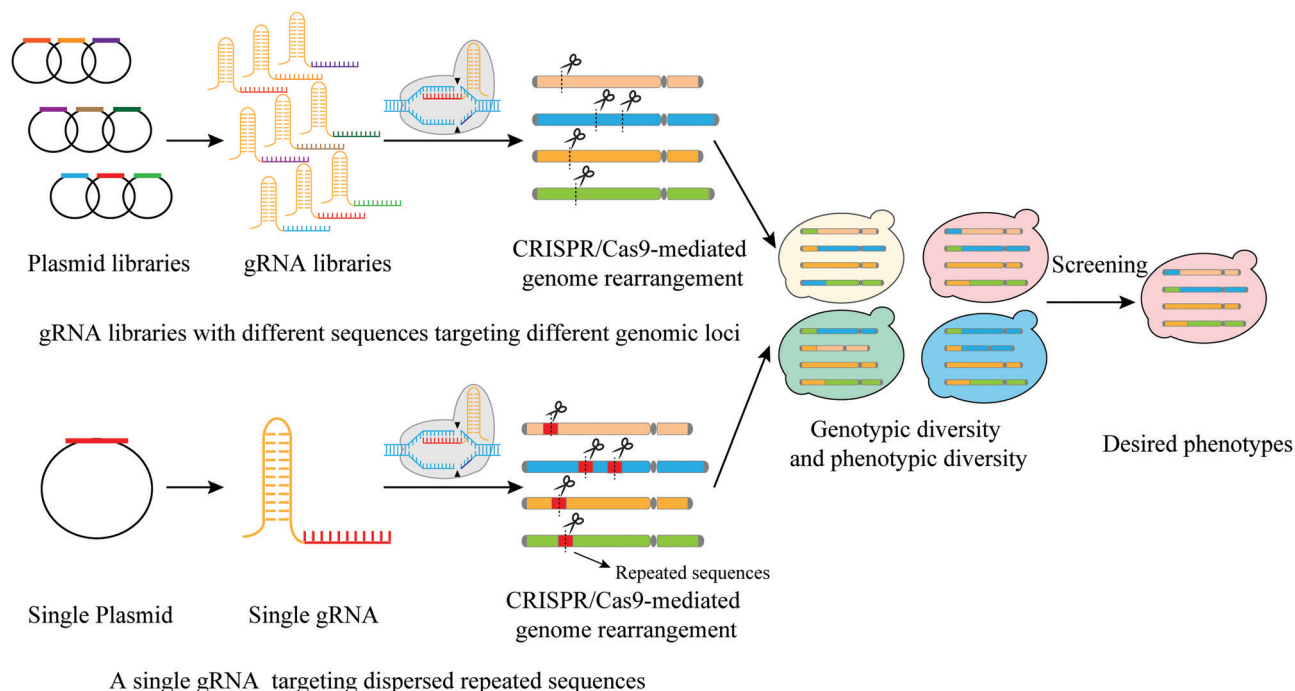 Plasmid libraries
gRNA libraries
CRISPR/Cas9-mediated
genome rearrangement
gRNA libraries with different sequences targeting different genomic loci
Screening
Genotypic diversity
and phenotypic diversity
Desired phenotypes
Repeated sequences
Single Plasmid
Single gRNA
CRISPR/Cas9-mediated
genome rearrangement
A single gRNA targeting dispersed repeated sequences